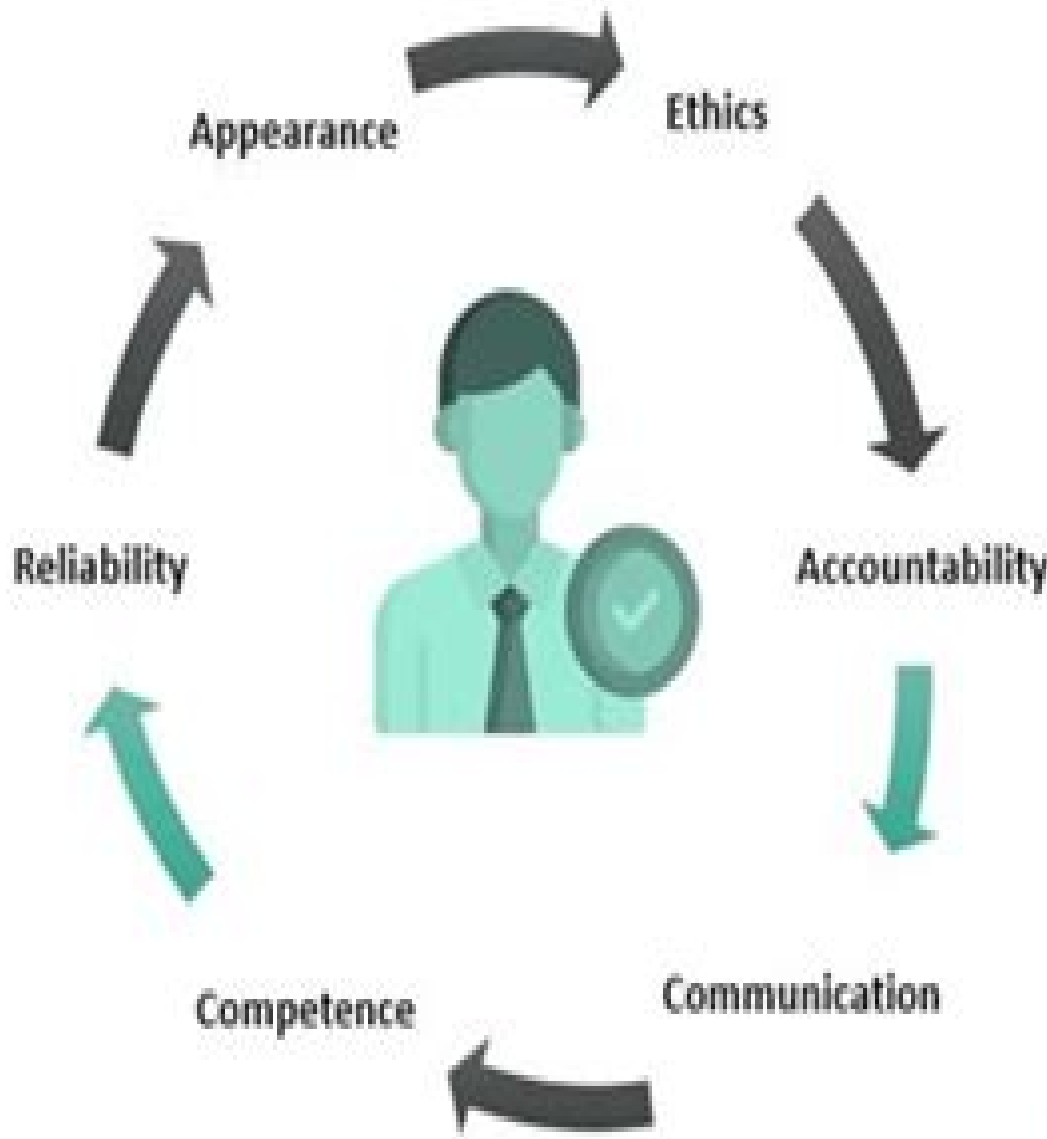 Appearance
Ethics
Reliability
Accountability
Competence
Communication